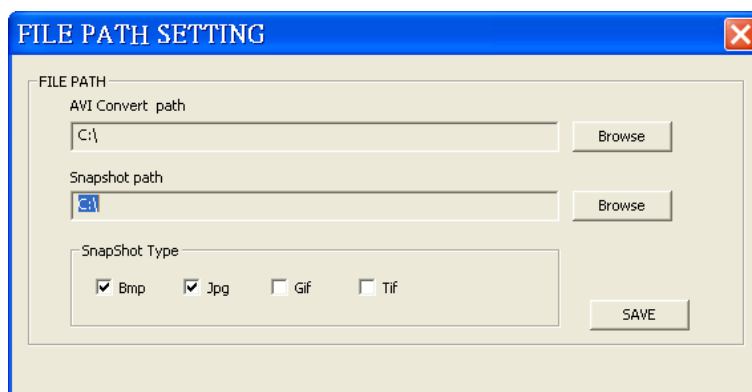 FILE PATH SETTING
FILE PATH
AVI Convert path
C:\
Browse
Snapshot path
C:\
Browse
SnapShot Type
Bmp Jpg Gif Tif
SAVE